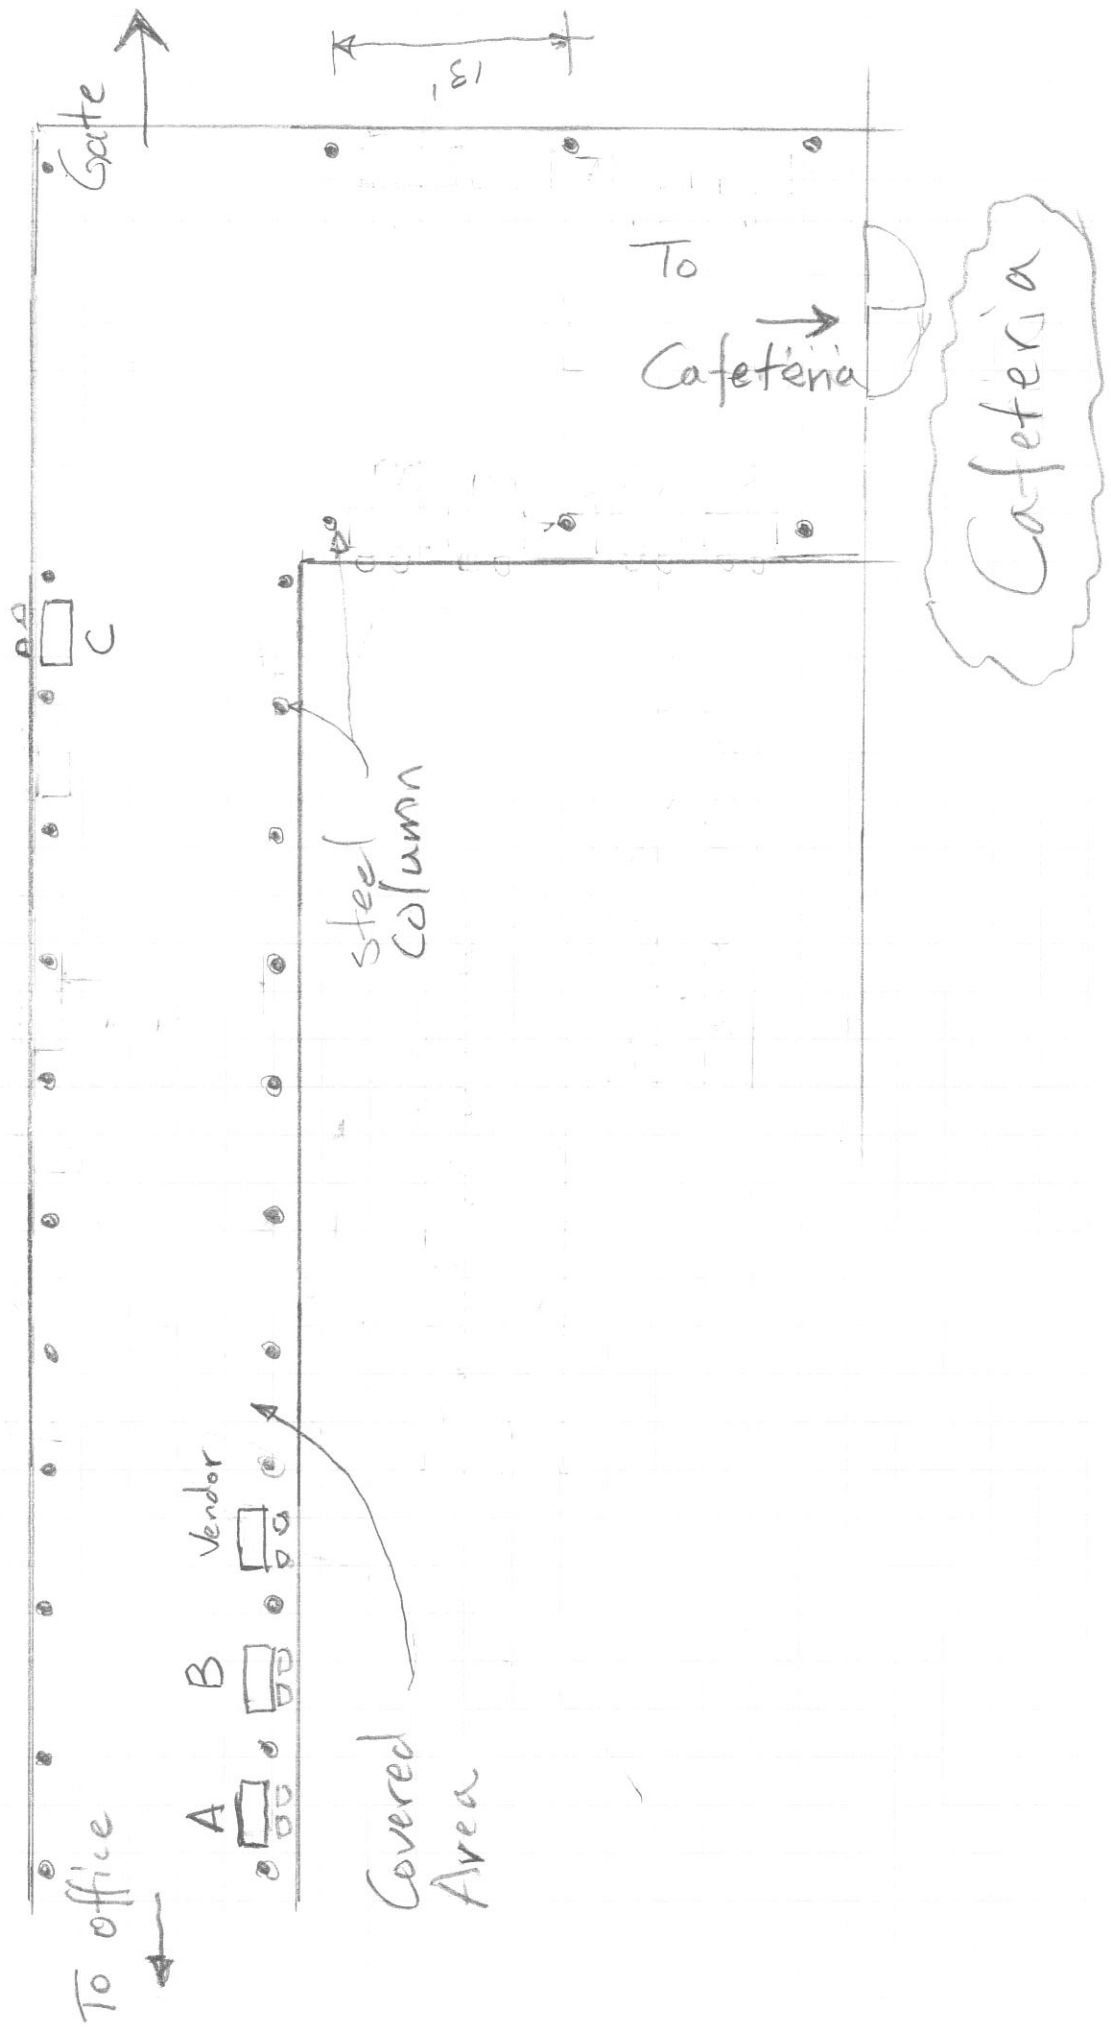 Gate
13'
To
Cafeteria
Cafeteria
C
Steel
Column
Vendor
B
A
Covered
Area
To office